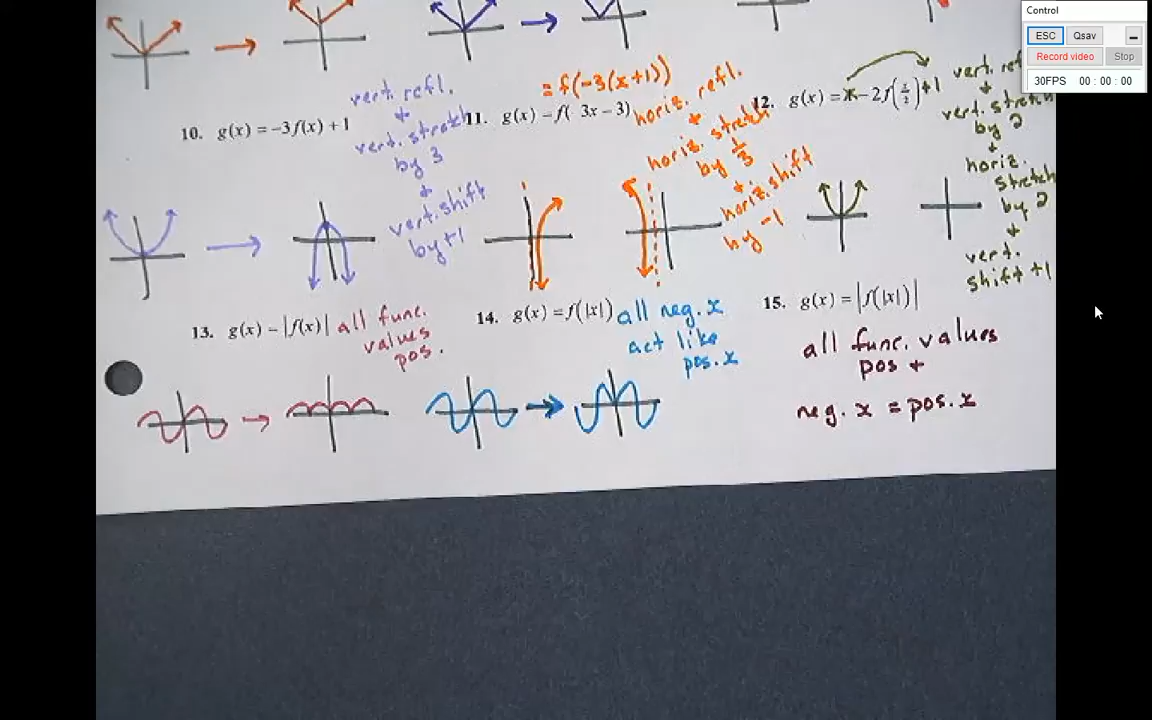 Control
ESC Qsav
Record video Stop
30FPS 00 : 00 : 00
10. g(x) = -3f(x) + 1
vert. refl.
+
vert. stretch
by 3
+
vert. shift
by +1
= f(-3(x+1))
11. g(x) - f( 3x - 3)
horiz. refl.
+
horiz. stretch
by 1/3
+
horiz. shift
by -1
12. g(x) = - 2f(x/2) +1
vert. ref
+
vert. stretch
by 2
+
horiz.
stretch
by 2
+
vert.
shift +1
13. g(x) - |f(x)|
all func.
values
pos.
14. g(x) = f(|x|)
all neg. x
act like
pos. x
15. g(x) = |f(|x|)|
all func. values
pos +
neg. x = pos. x